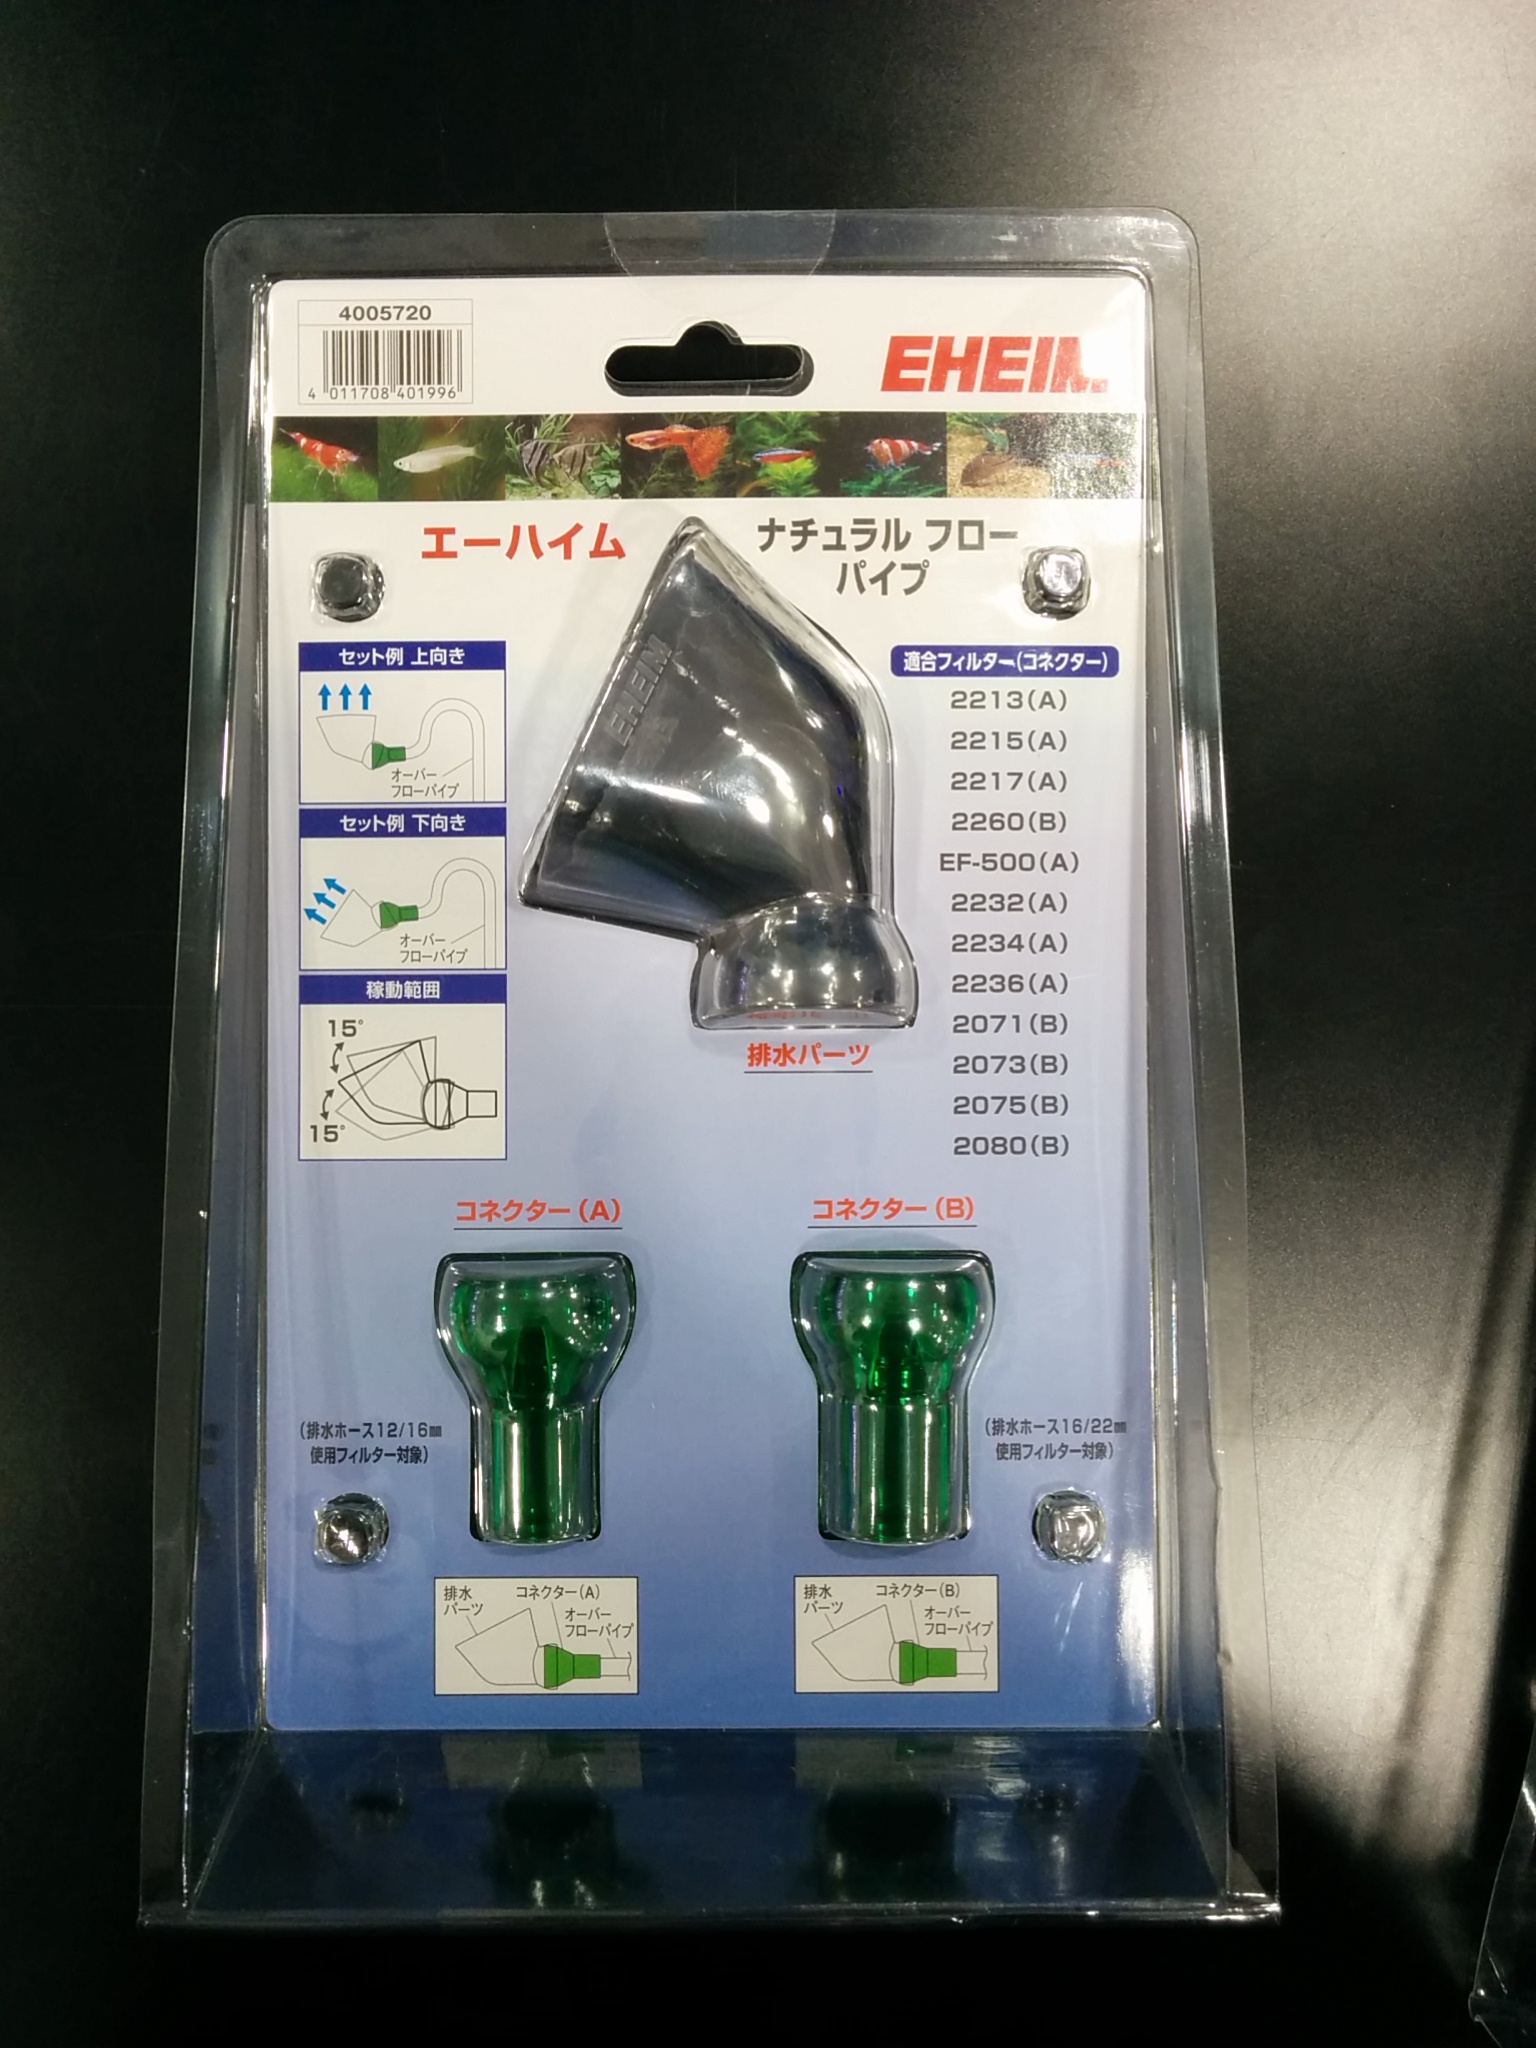 4005720
4 011708 401996
EHEIM
エーハイム
ナチュラル フロー
パイプ
EHEIM
セット例 上向き
オーバー
フローパイプ
セット例 下向き
オーバー
フローパイプ
稼動範囲
15°
15°
排水パーツ
適合フィルター(コネクター)
2213(A)
2215(A)
2217(A)
2260(B)
EF-500(A)
2232(A)
2234(A)
2236(A)
2071(B)
2073(B)
2075(B)
2080(B)
コネクター(A)
コネクター(B)
(排水ホース12/16㎜
使用フィルター対象)
(排水ホース16/22㎜
使用フィルター対象)
排水
パーツ
コネクター(A)
オーバー
フローパイプ
排水
パーツ
コネクター(B)
オーバー
フローパイプ